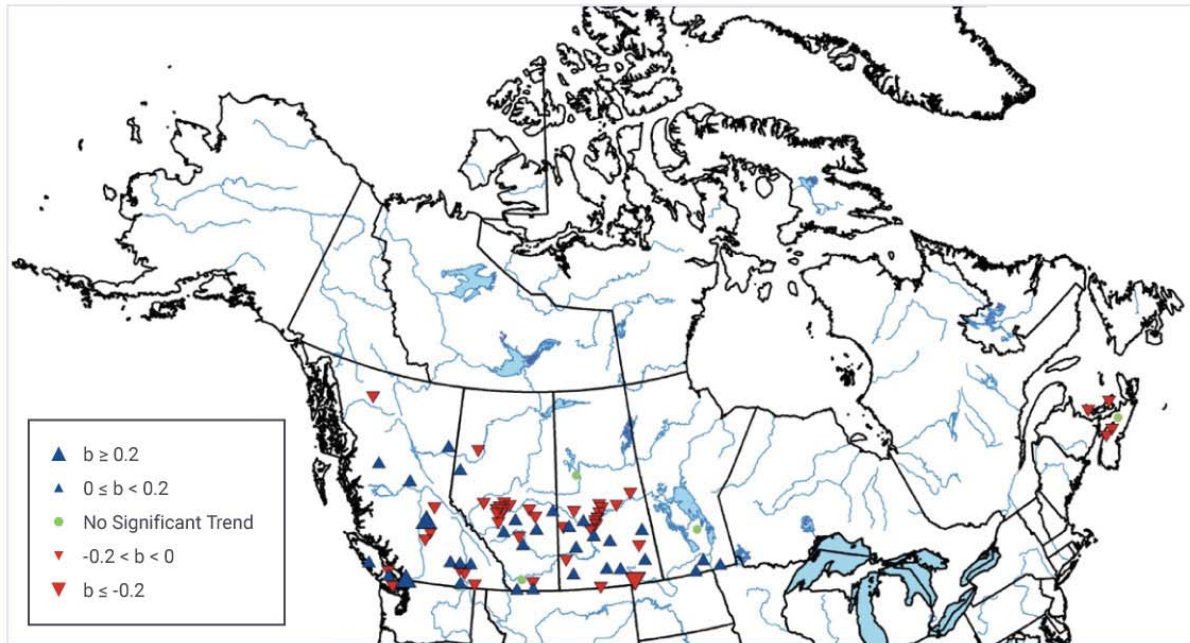 b ≥ 0.2
0 ≤ b < 0.2
No Significant Trend
-0.2 < b < 0
b ≤ -0.2